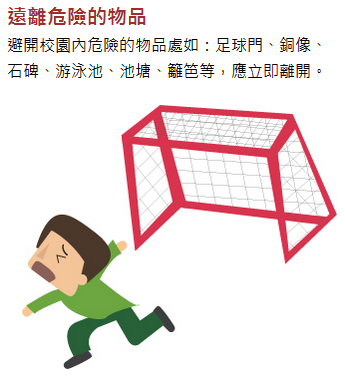 遠離危險的物品
避開校園內危險的物品處如：足球門、銅像、
石碑、游泳池、池塘、籬笆等，應立即離開。